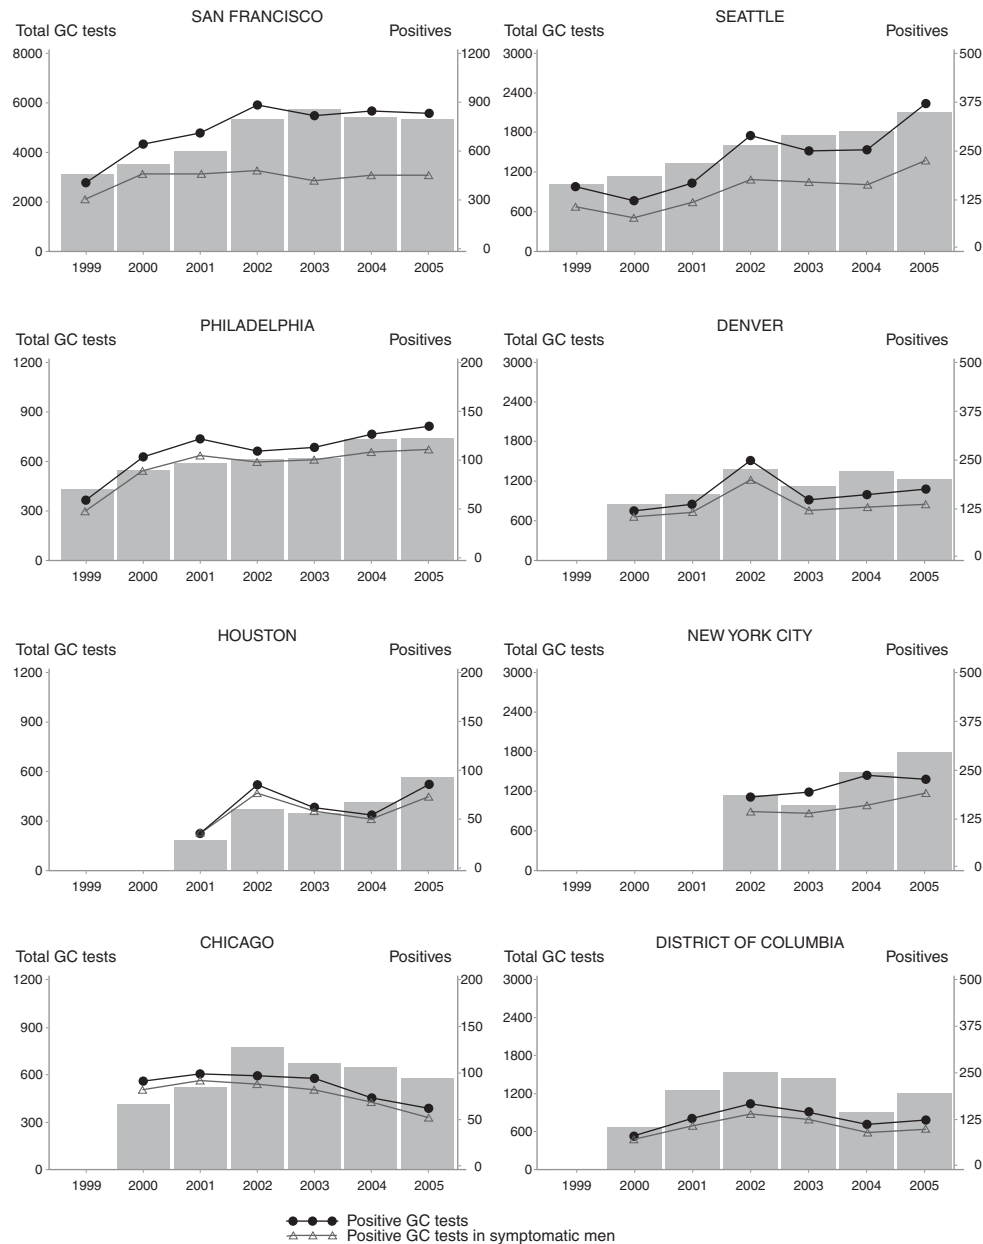 SAN FRANCISCO
Total GC tests Positives
8000 1200
6000 900
4000 600
2000 300
0 0
1999 2000 2001 2002 2003 2004 2005
SEATTLE
Total GC tests Positives
3000 500
2400 375
1800 250
1200 125
600 0
0
1999 2000 2001 2002 2003 2004 2005
PHILADELPHIA
Total GC tests Positives
1200 200
900 150
600 100
300 50
0 0
1999 2000 2001 2002 2003 2004 2005
DENVER
Total GC tests Positives
3000 500
2400 375
1800 250
1200 125
600 0
0
1999 2000 2001 2002 2003 2004 2005
HOUSTON
Total GC tests Positives
1200 200
900 150
600 100
300 50
0 0
1999 2000 2001 2002 2003 2004 2005
NEW YORK CITY
Total GC tests Positives
3000 500
2400 375
1800 250
1200 125
600 0
0
1999 2000 2001 2002 2003 2004 2005
CHICAGO
Total GC tests Positives
1200 200
900 150
600 100
300 50
0 0
1999 2000 2001 2002 2003 2004 2005
DISTRICT OF COLUMBIA
Total GC tests Positives
3000 500
2400 375
1800 250
1200 125
600 0
0
1999 2000 2001 2002 2003 2004 2005
Positive GC tests
Positive GC tests in symptomatic men